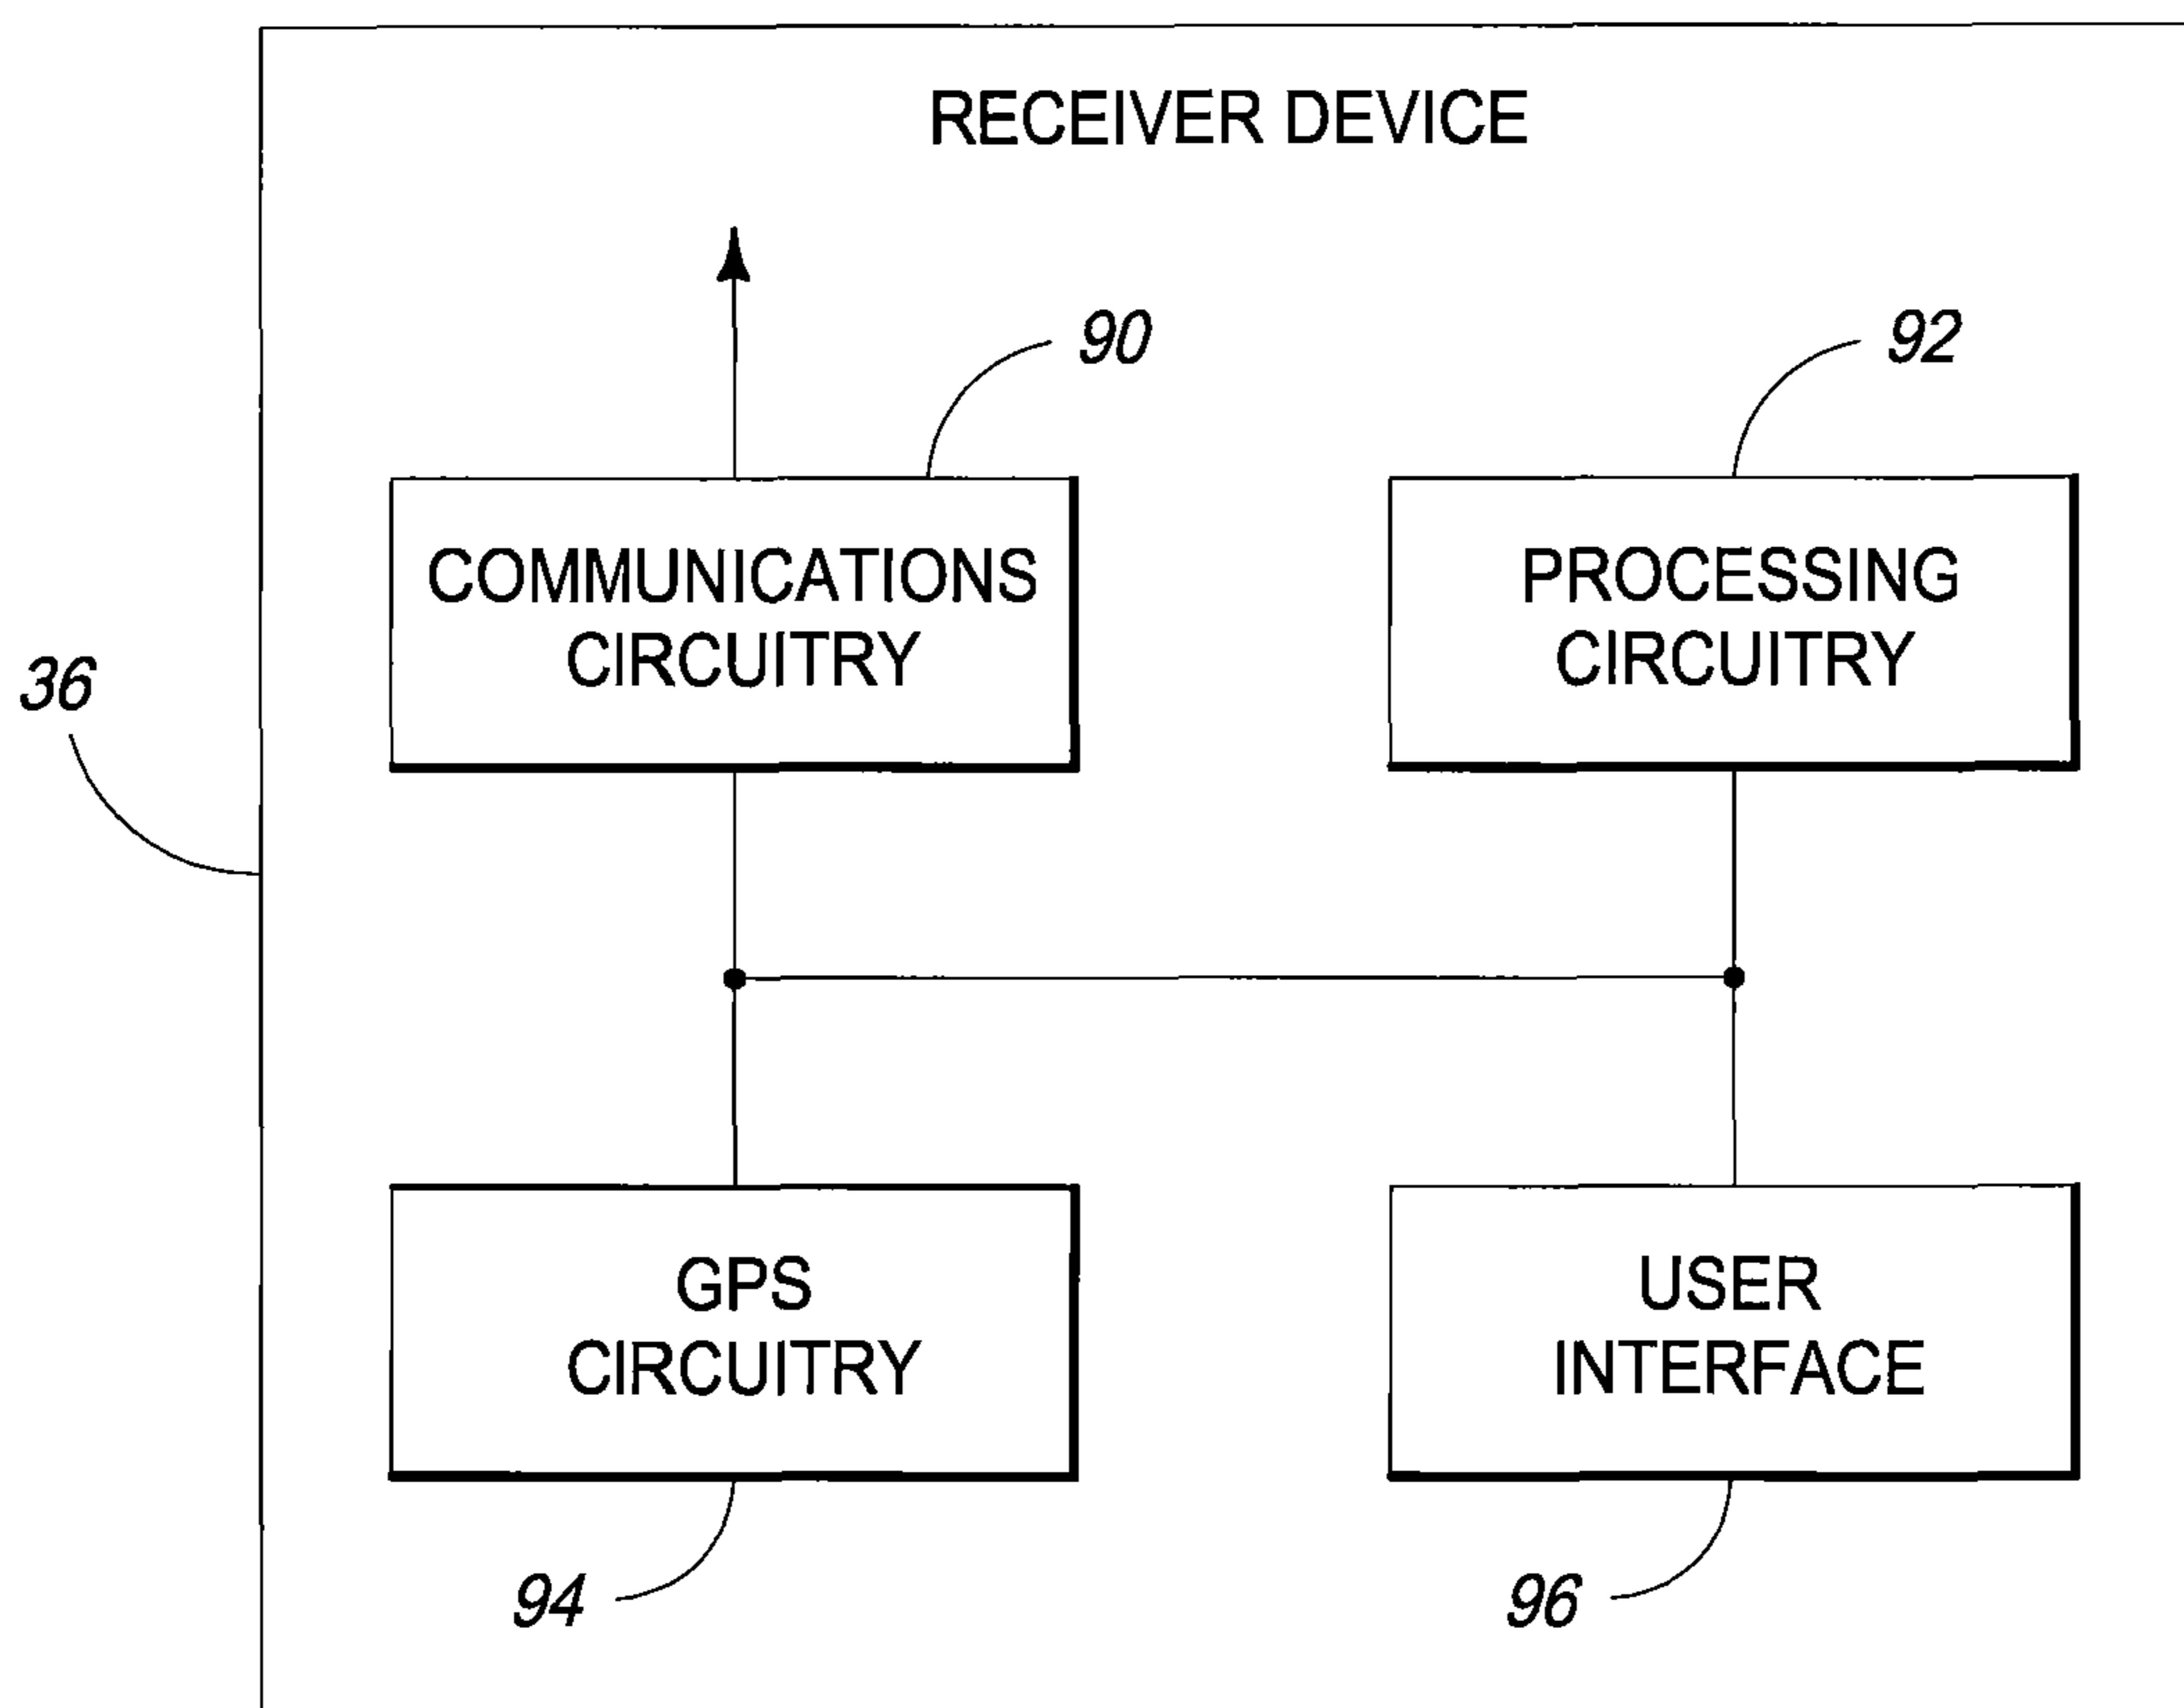 RECEIVER DEVICE
90
92
COMMUNICATIONS
CIRCUITRY
PROCESSING
CIRCUITRY
36
GPS
CIRCUITRY
USER
INTERFACE
94
96